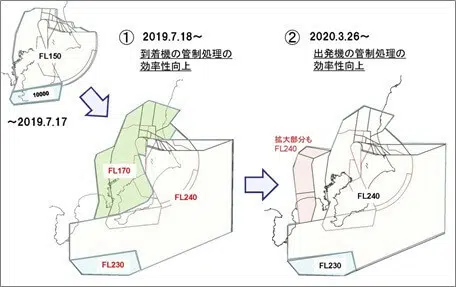 FL150
10000
～2019.7.17
① 2019.7.18～
到着機の管制処理の
効率性向上
FL170
FL240
FL230
② 2020.3.26～
出発機の管制処理の
効率性向上
拡大部分も
FL240
FL240
FL230